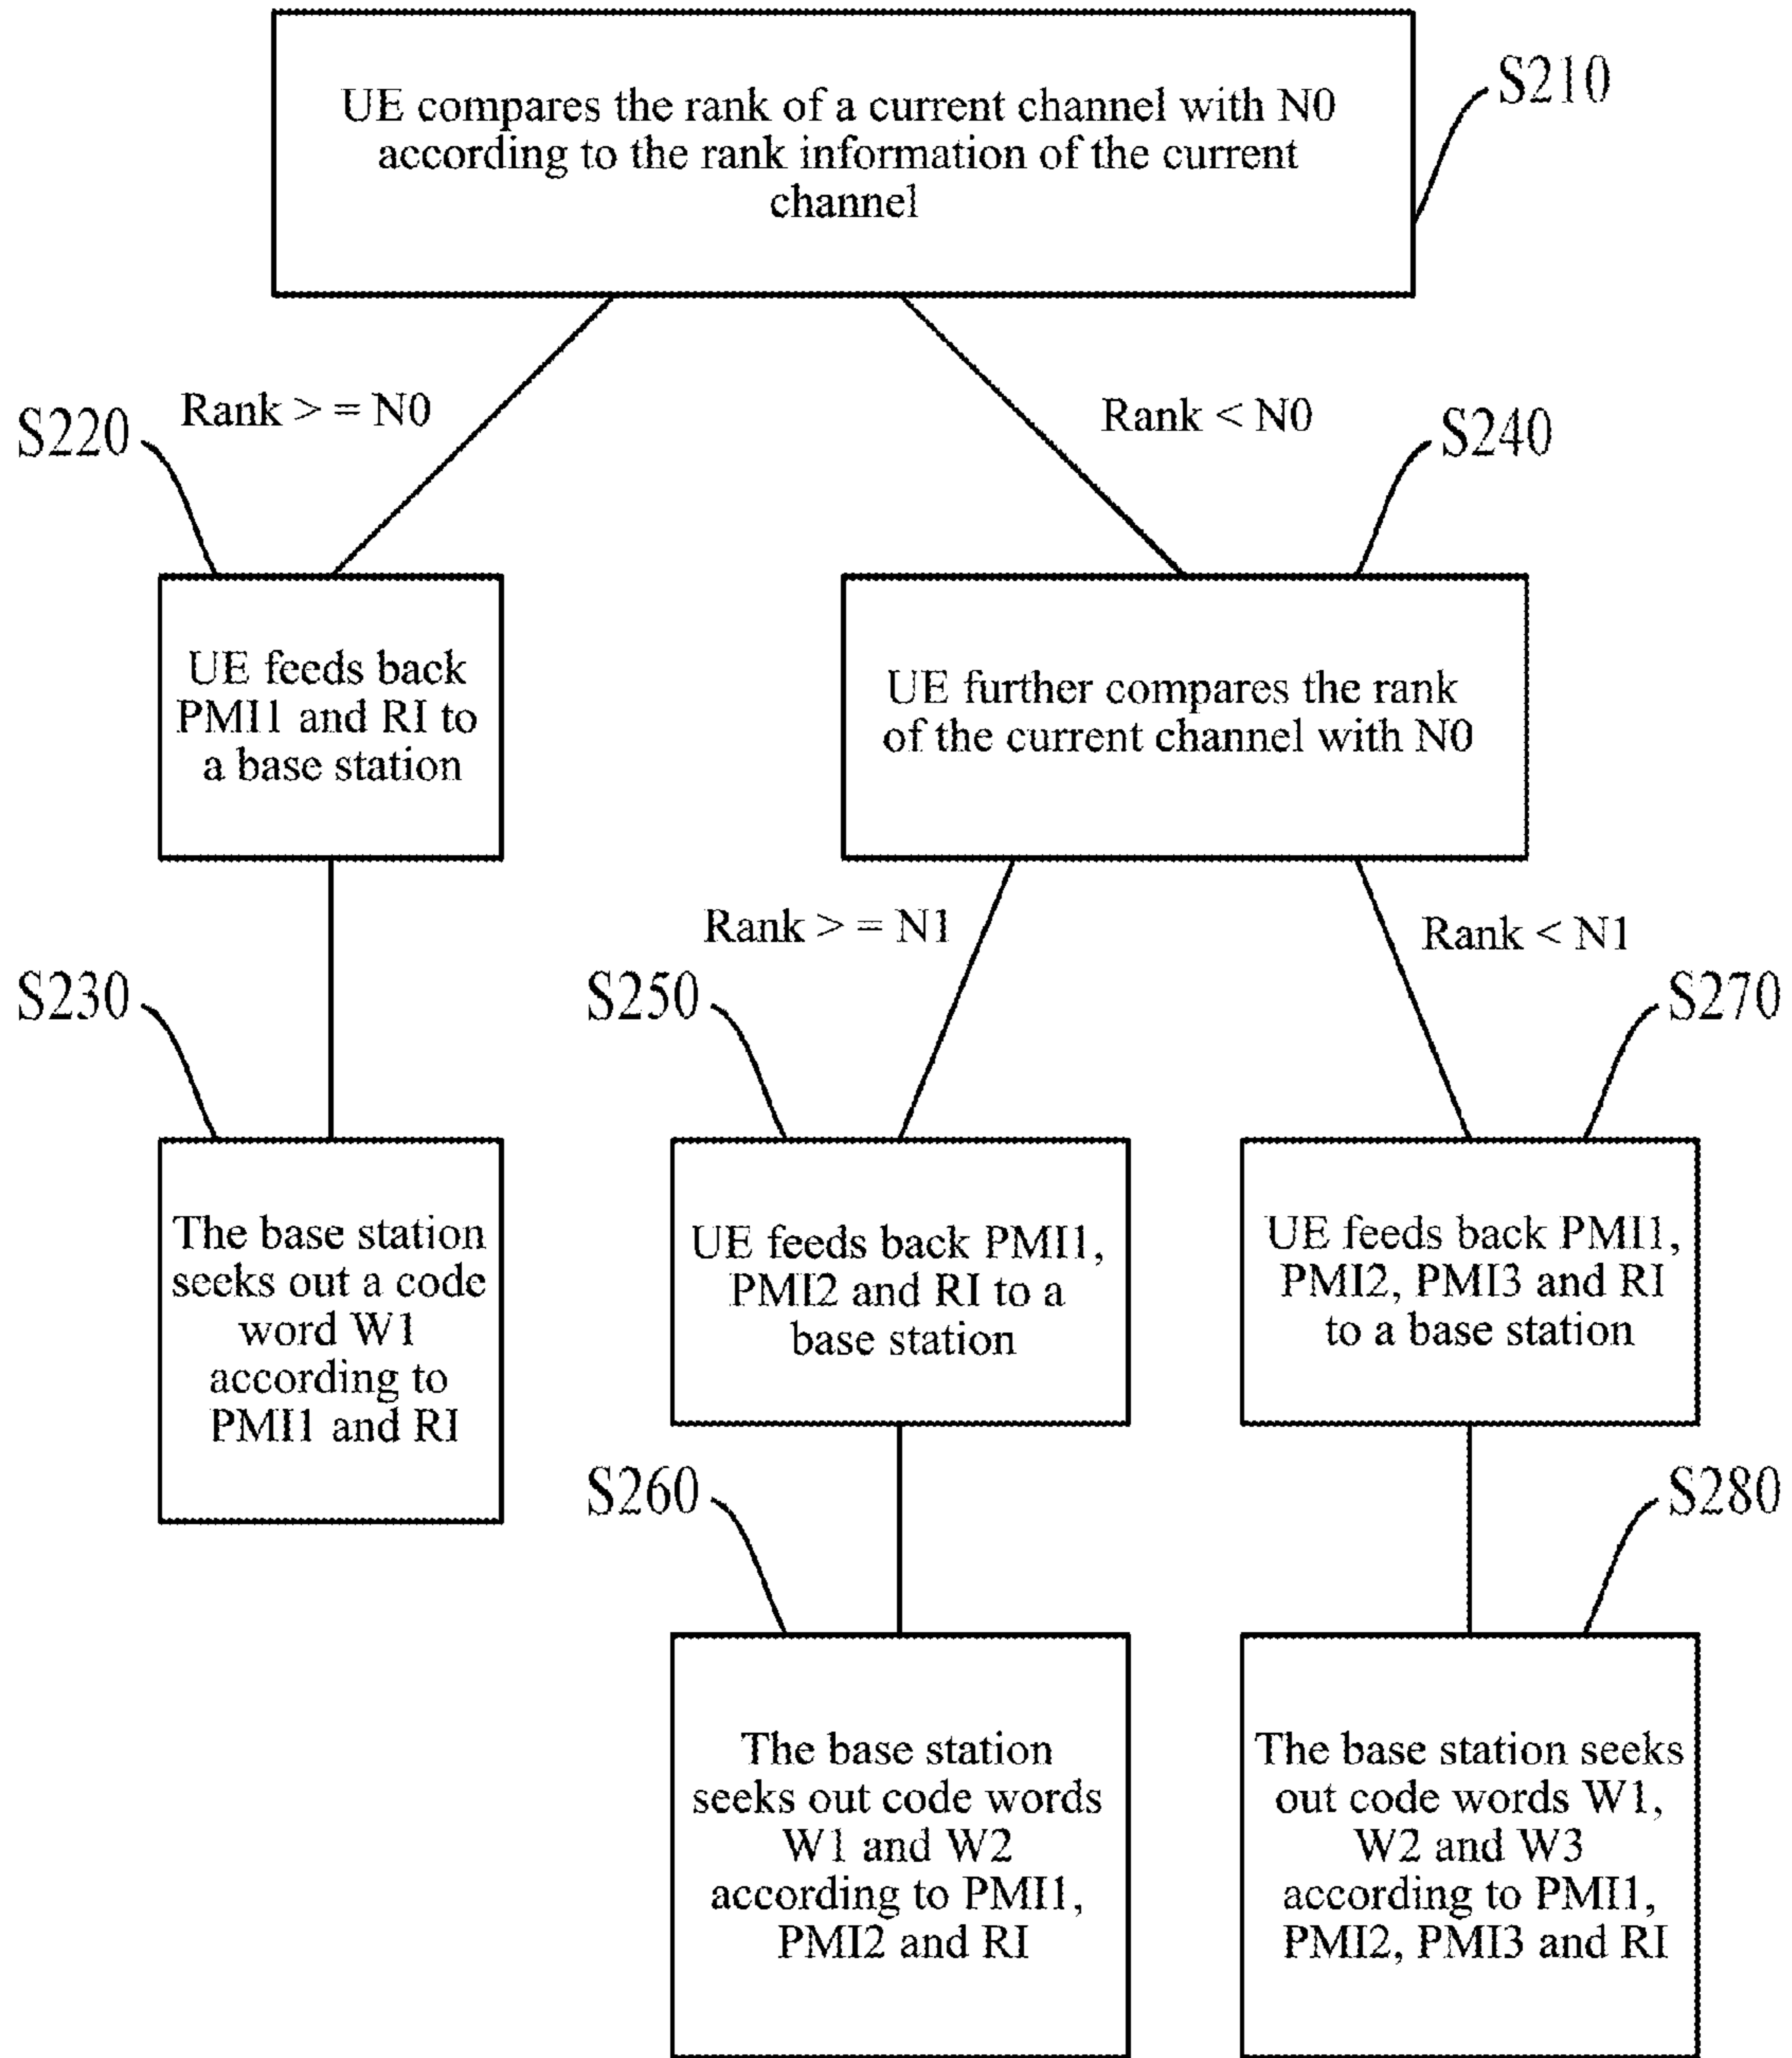 UE compares the rank of a current channel with N0
according to the rank information of the current
channel
S210
Rank > = N0
Rank < N0
S220
S240
UE feeds back
PMI1 and RI to
a base station
UE further compares the rank
of the current channel with N0
Rank > = N1
Rank < N1
S230
S250
S270
The base station
seeks out a code
word W1
according to
PMI1 and RI
UE feeds back PMI1,
PMI2 and RI to a
base station
UE feeds back PMI1,
PMI2, PMI3 and RI
to a base station
S260
S280
The base station
seeks out code words
W1 and W2
according to PMI1,
PMI2 and RI
The base station seeks
out code words W1,
W2 and W3
according to PMI1,
PMI2, PMI3 and RI